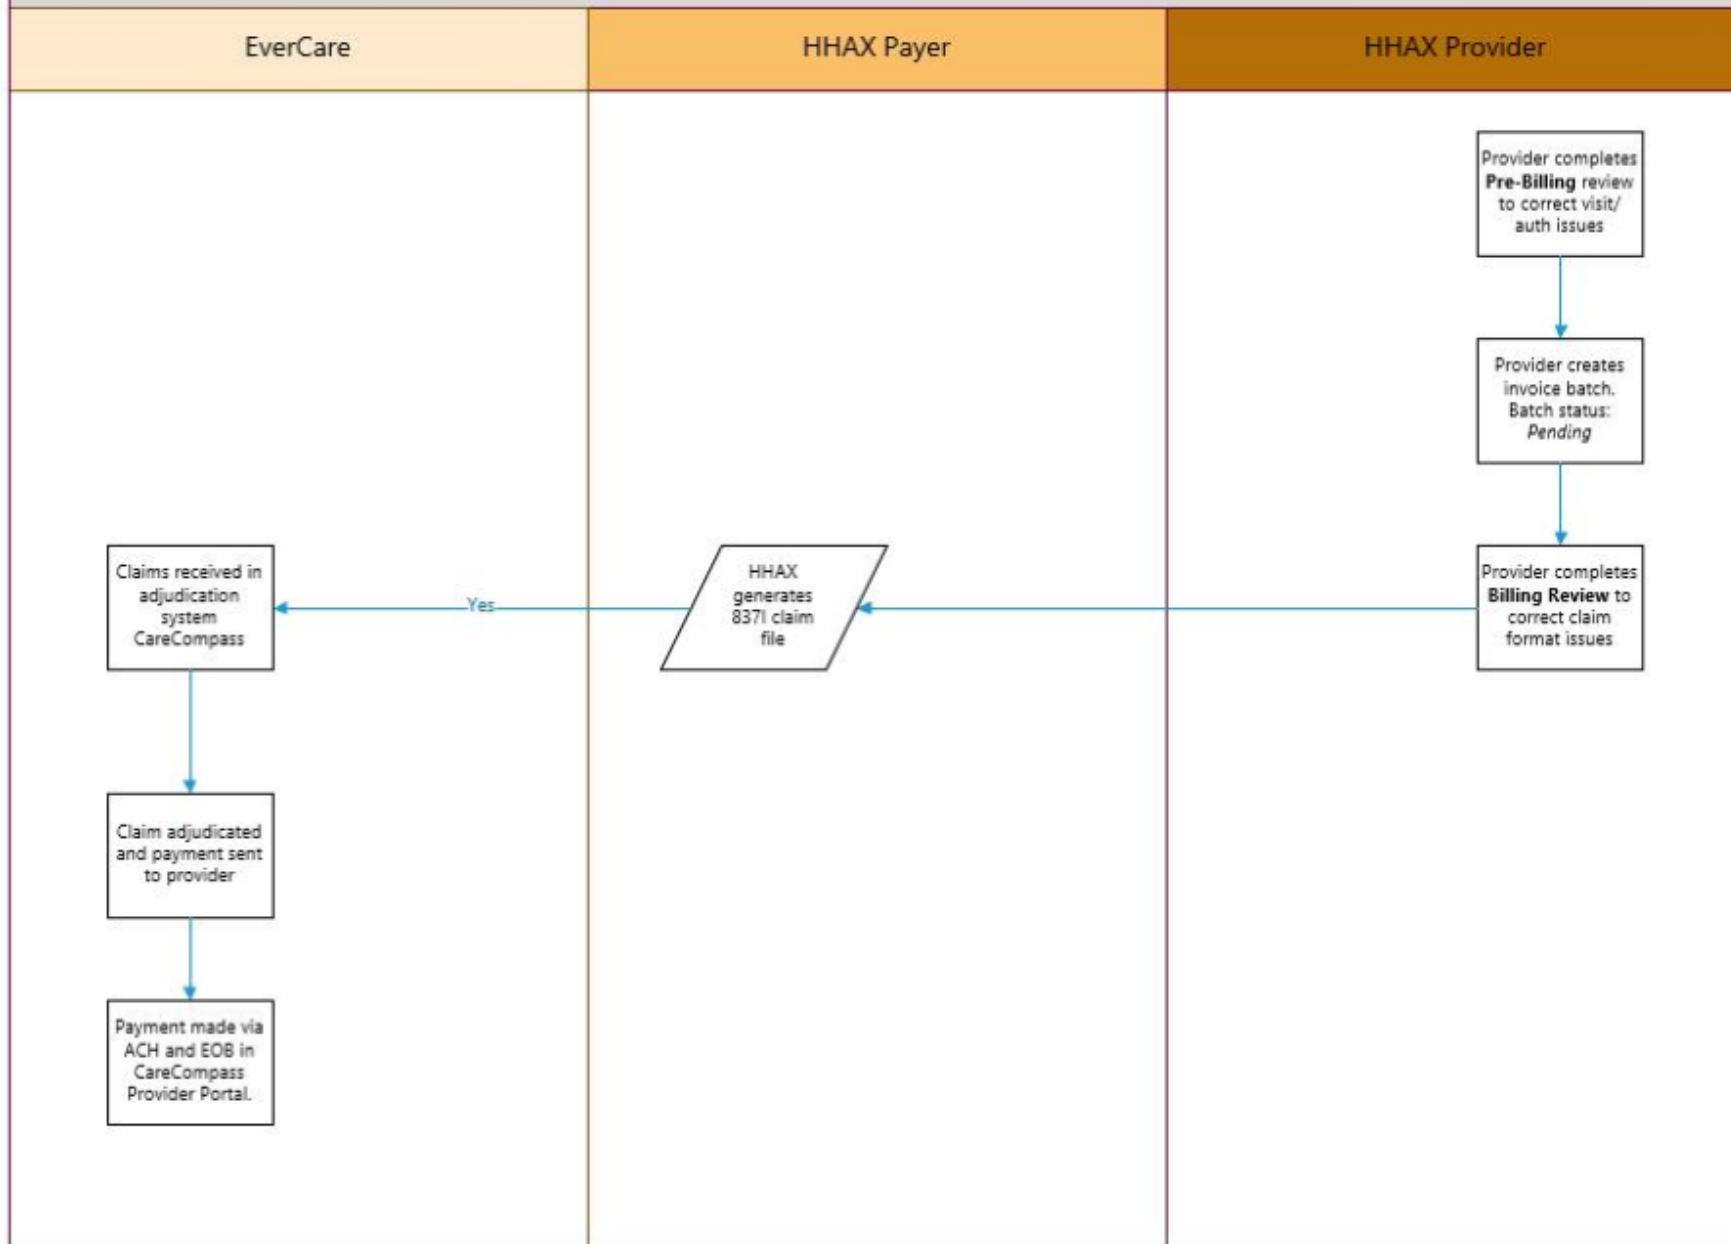 EverCare
HHAX Payer
HHAX Provider
Provider completes
Pre-Billing review
to correct visit/
auth issues
Provider creates
invoice batch.
Batch status:
Pending
Provider completes
Billing Review to
correct claim
format issues
HHAX
generates
837I claim
file
Yes
Claims received in
adjudication
system
CareCompass
Claim adjudicated
and payment sent
to provider
Payment made via
ACH and EOB in
CareCompass
Provider Portal.